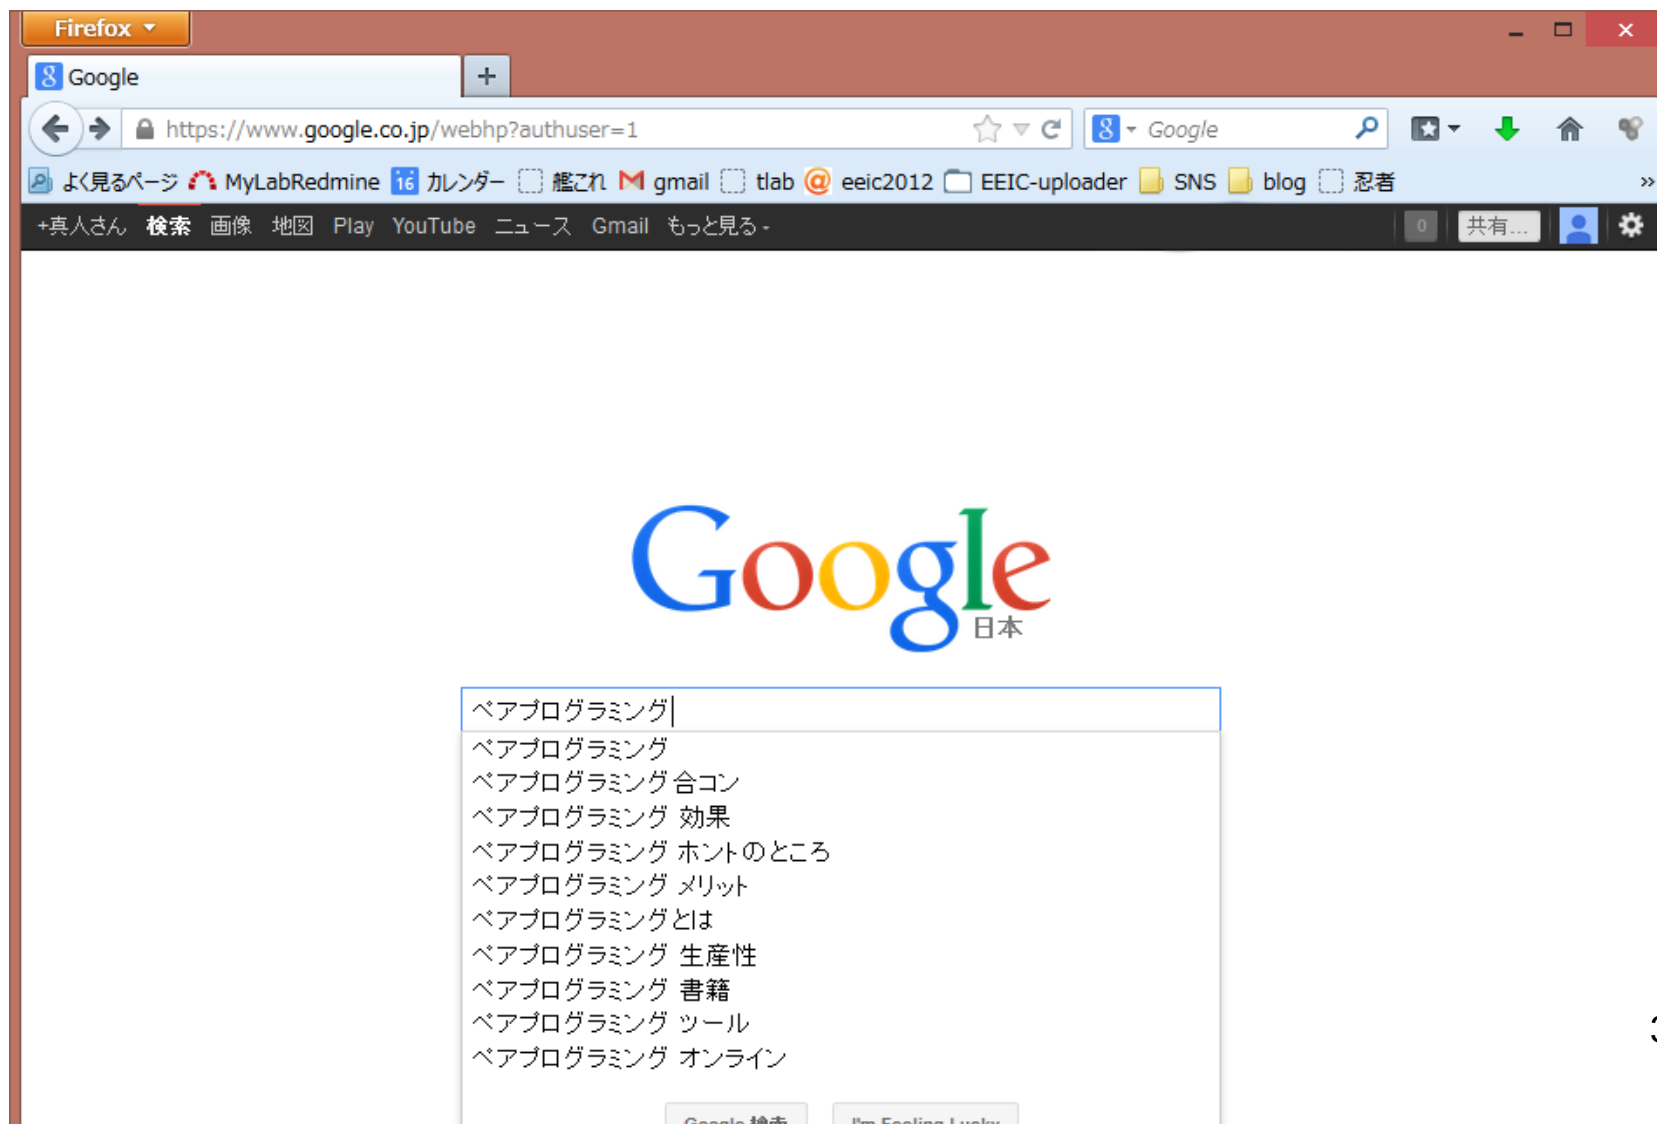 Firefox
Google
https://www.google.co.jp/webhp?authuser=1
Google
よく見るページ MyLabRedmine 16 カレンダー 艦これ gmail tlab eeic2012 EEIC-uploader SNS blog 忍者 »
+真人さん 検索 画像 地図 Play YouTube ニュース Gmail もっと見る 0 共有...
Google
日本
ペアプログラミング
ペアプログラミング
ペアプログラミング 合コン
ペアプログラミング 効果
ペアプログラミング ホントのところ
ペアプログラミング メリット
ペアプログラミングとは
ペアプログラミング 生産性
ペアプログラミング 書籍
ペアプログラミング ツール
ペアプログラミング オンライン
Google 検索 I'm Feeling Lucky